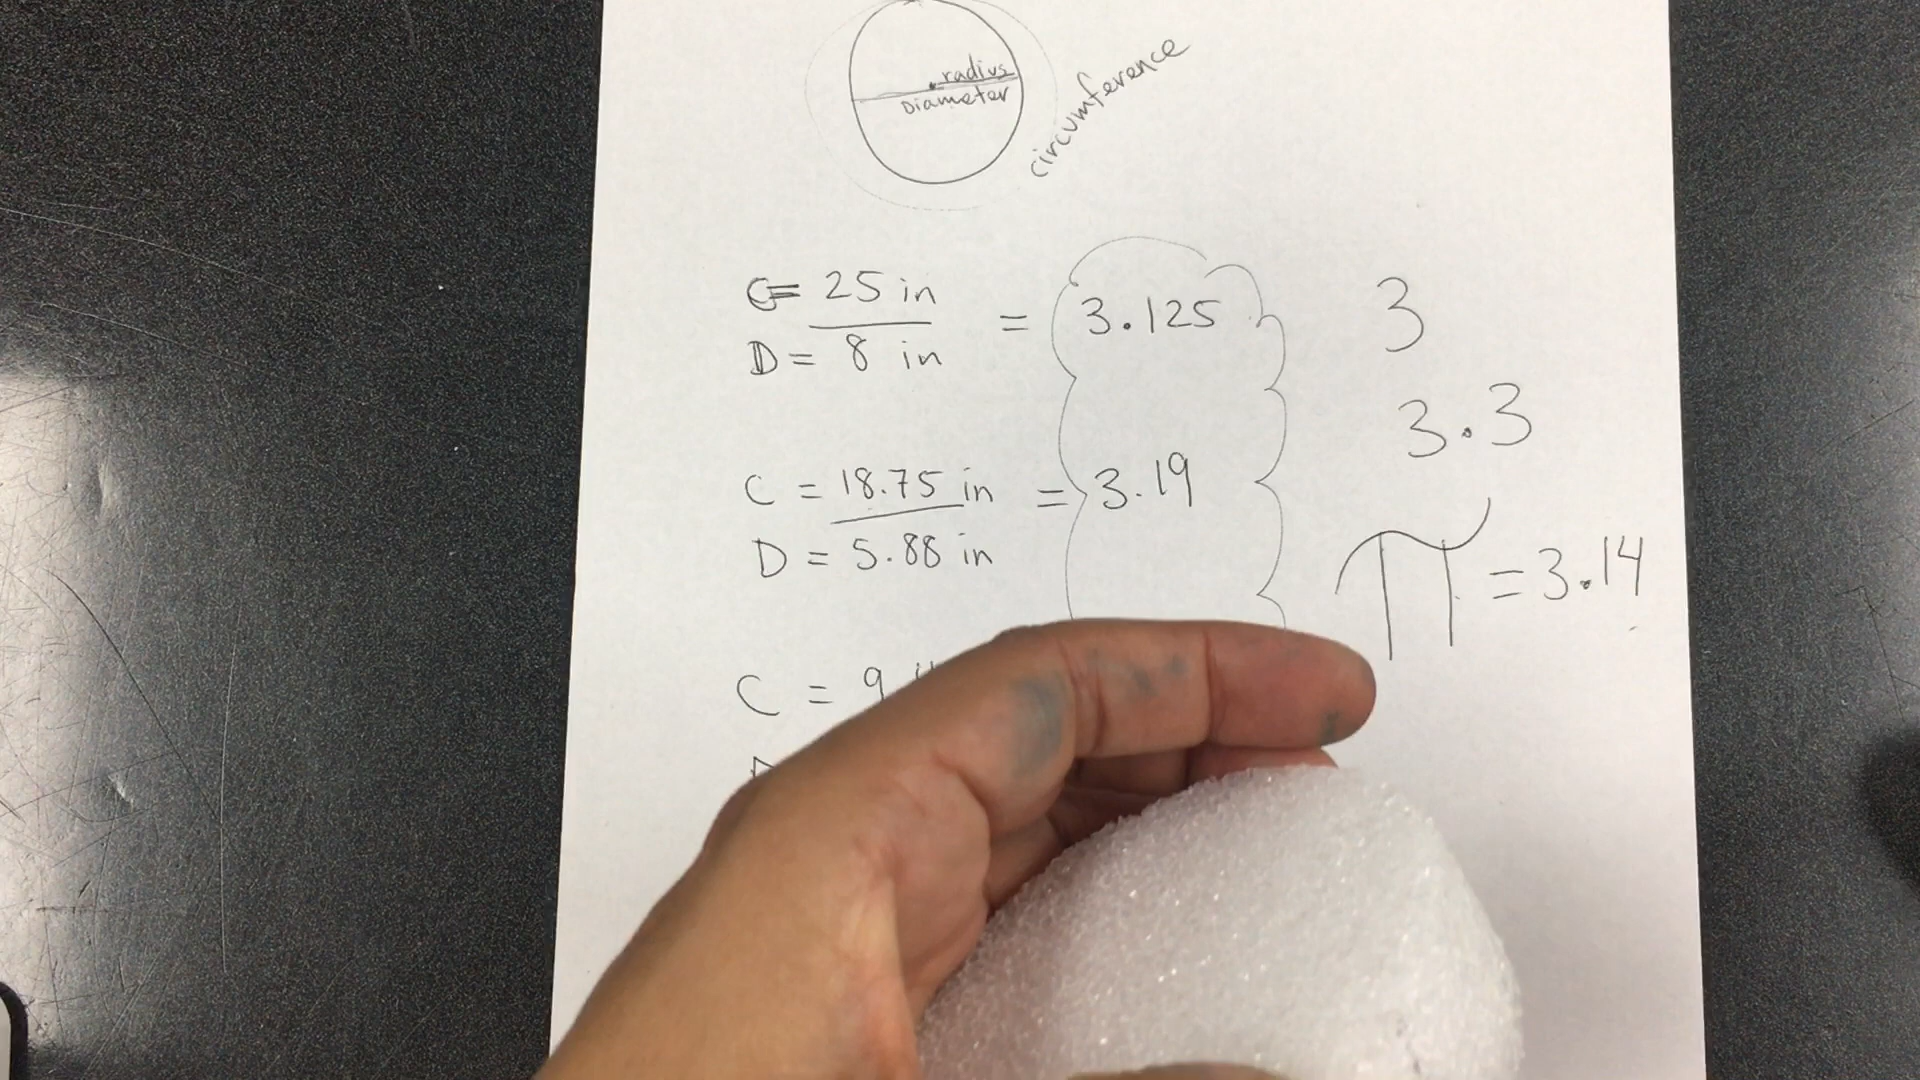 radius
Diameter
circumference
C= 25 in
D = 8 in
= 3.125
3
3.3
C = 18.75 in
D = 5.88 in
= 3.19
π = 3.14
C = 9